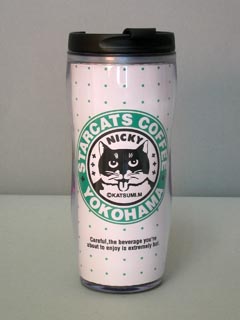 STARCATS COFFEE
NICKY
©KATSUMI.M
YOKOHAMA
Careful,the beverage you're
about to enjoy is extremely hot.